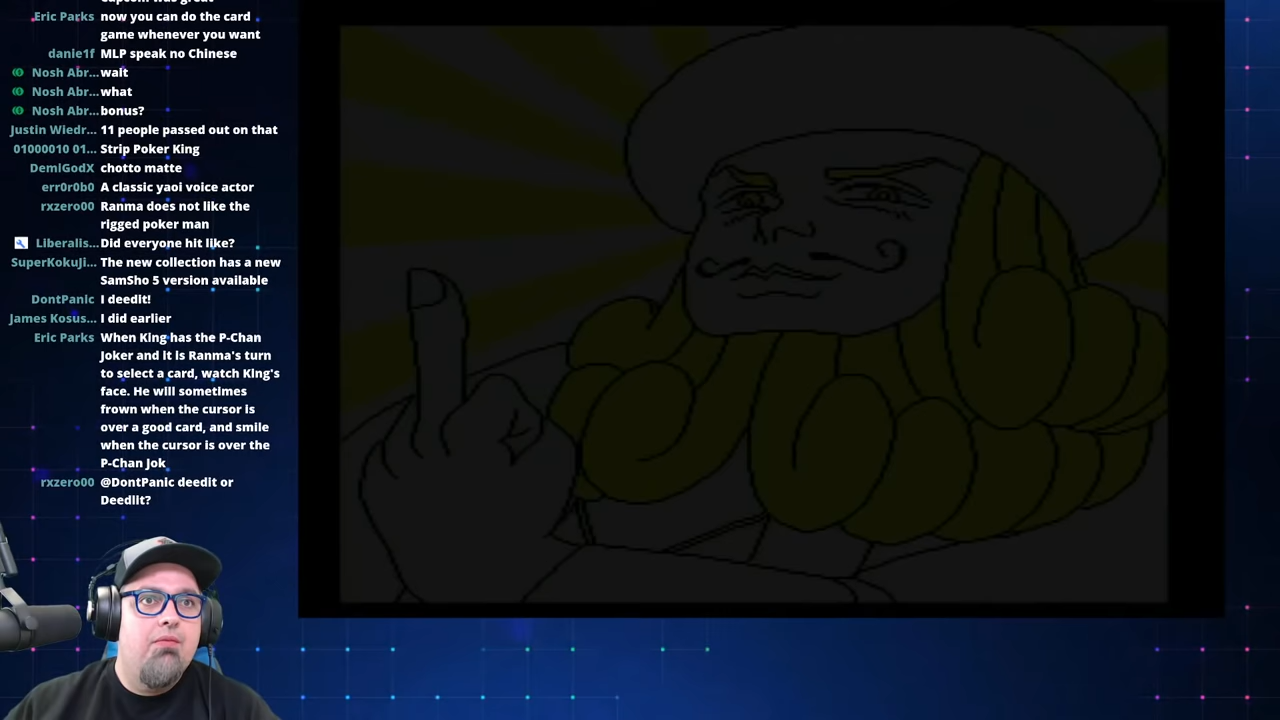 Eric Parks now you can do the card
game whenever you want
danie1f MLP speak no Chinese
Nosh Abr... wait
Nosh Abr... what
Nosh Abr... bonus?
Justin Wiedr... 11 people passed out on that
01000010 01... Strip Poker King
DemiGodX chotto matte
err0r0b0 A classic yaoi voice actor
rxzero00 Ranma does not like the
rigged poker man
Liberalis... Did everyone hit like?
SuperKokuJi... The new collection has a new
SamSho 5 version available
DontPanic I deedit!
James Kosus... I did earlier
Eric Parks When King has the P-Chan
Joker and it is Ranma's turn
to select a card, watch King's
face. He will sometimes
frown when the cursor is
over a good card, and smile
when the cursor is over the
P-Chan Jok
rxzero00 @DontPanic deedit or
Deedlit?